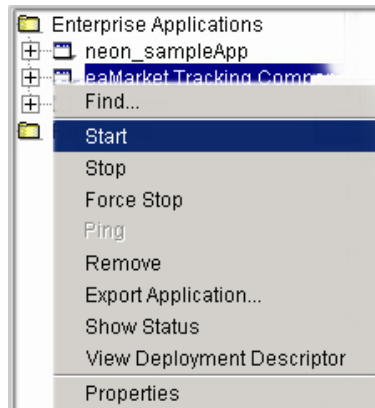 Enterprise Applications
neon_sampleApp
eaMarket Tracking
Find...
Start
Stop
Force Stop
Ping
Remove
Export Application...
Show Status
View Deployment Descriptor
Properties